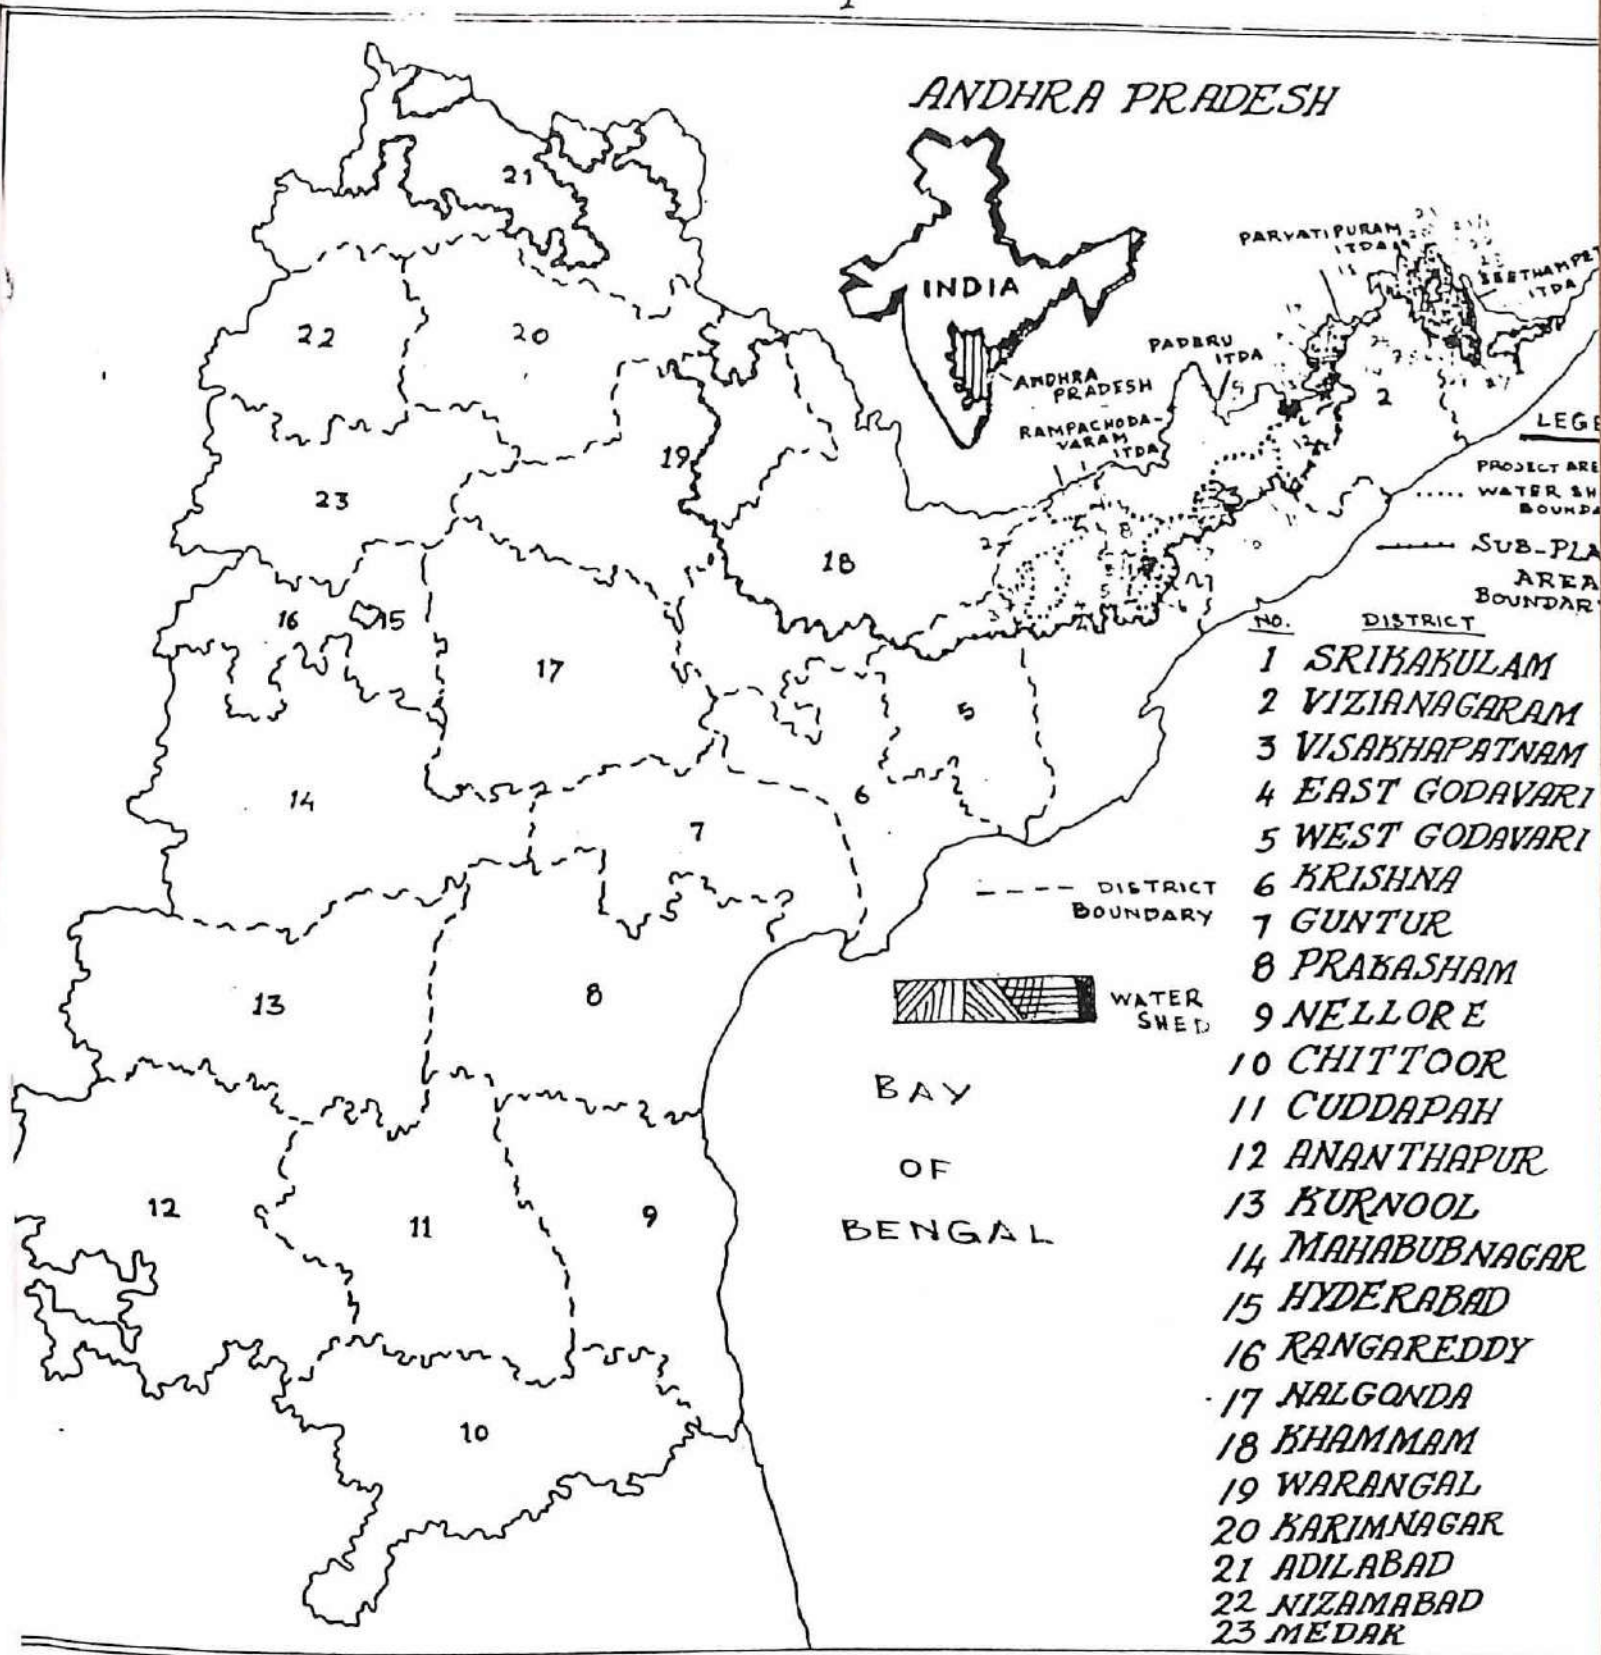 ANDHRA PRADESH
INDIA
ANDHRA
PRADESH
PARVATIPURAM
ITDA
SEETHAMPET
ITDA
PADERU
ITDA
RAMPACHODA-
VARAM
ITDA
LEGE
PROJECT ARE
..... WATER SH
BOUNDA
SUB-PLA
AREA
BOUNDAR
21
22
20
19
23
18
16
15
17
14
5
6
7
2
13
8
12
11
9
10
DISTRICT
BOUNDARY
WATER
SHED
BAY
OF
BENGAL
NO. DISTRICT
1 SRIKAKULAM
2 VIZIANAGARAM
3 VISAKHAPATNAM
4 EAST GODAVARI
5 WEST GODAVARI
6 KRISHNA
7 GUNTUR
8 PRAKASHAM
9 NELLORE
10 CHITTOOR
11 CUDDAPAH
12 ANANTHAPUR
13 KURNOOL
14 MAHABUBNAGAR
15 HYDERABAD
16 RANGAREDDY
17 NALGONDA
18 KHAMMAM
19 WARANGAL
20 KARIMNAGAR
21 ADILABAD
22 NIZAMABAD
23 MEDAK